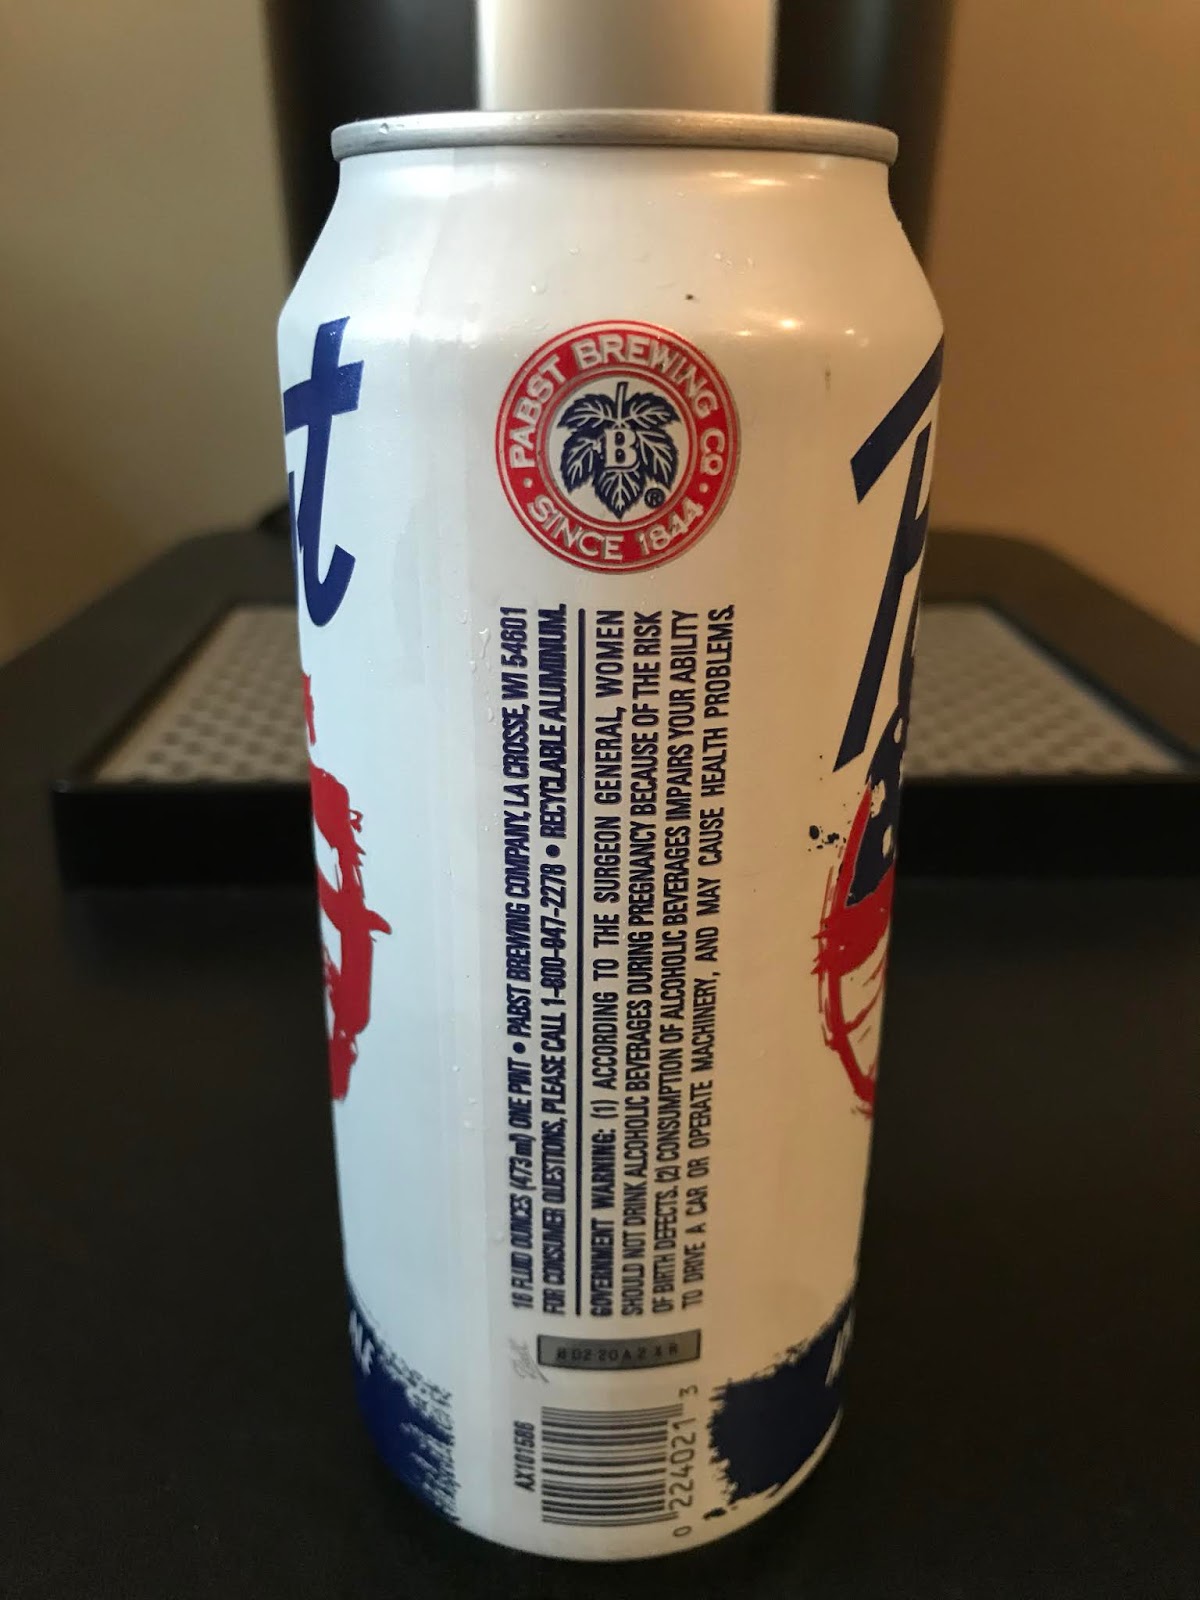 PABST BREWING CO.
B ®
SINCE 1844
16 FLUID OUNCES (473 ml) ONE PINT • PABST BREWING COMPANY, LA CROSSE, WI 54601
FOR CONSUMER QUESTIONS, PLEASE CALL 1-800-947-2278 • RECYCLABLE ALUMINUM.
GOVERNMENT WARNING: (1) ACCORDING TO THE SURGEON GENERAL, WOMEN
SHOULD NOT DRINK ALCOHOLIC BEVERAGES DURING PREGNANCY BECAUSE OF THE RISK
OF BIRTH DEFECTS. (2) CONSUMPTION OF ALCOHOLIC BEVERAGES IMPAIRS YOUR ABILITY
TO DRIVE A CAR OR OPERATE MACHINERY, AND MAY CAUSE HEALTH PROBLEMS.
Ball
AX101586
0 224021 3